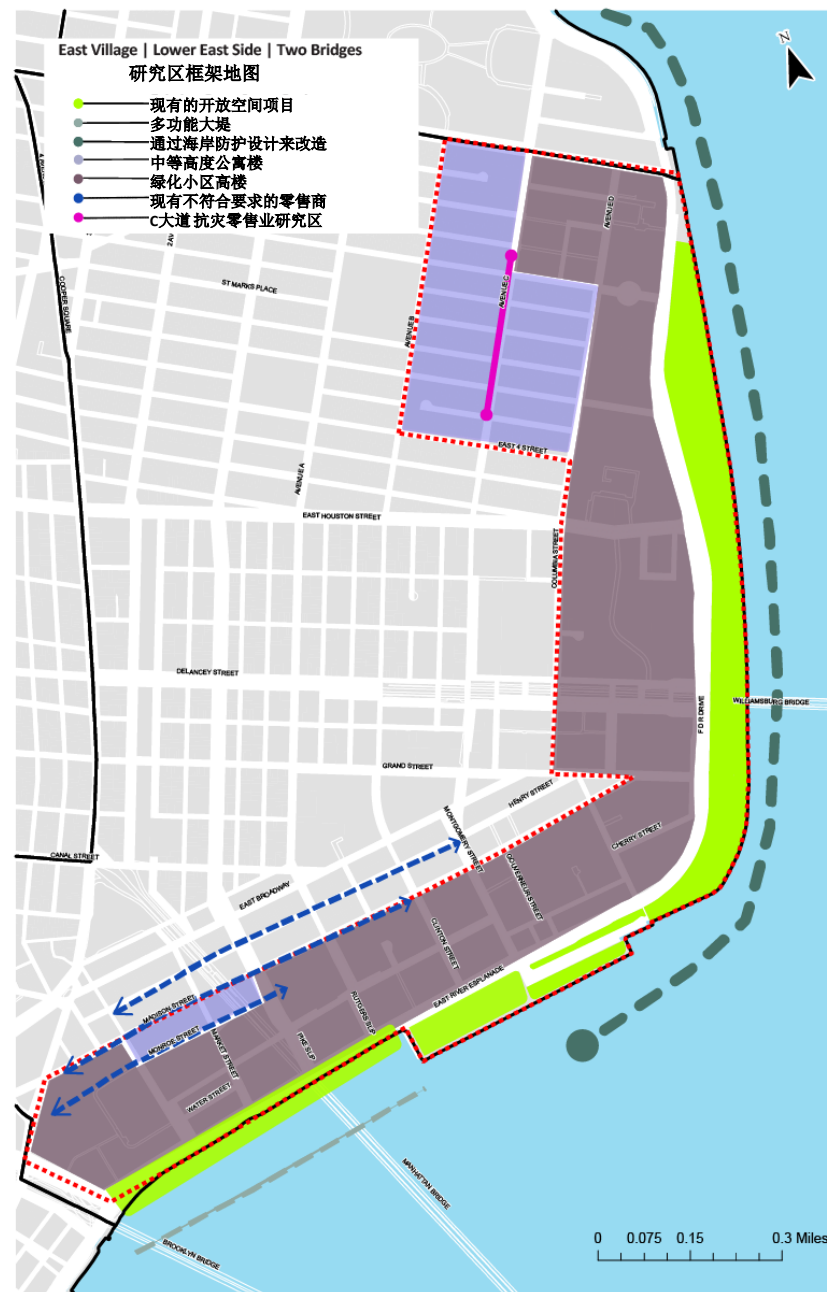 East Village | Lower East Side | Two Bridges
研究区框架地图
现有的开放空间项目
多功能大堤
通过海岸防护设计来改造
中等高度公寓楼
绿化小区高楼
现有不符合要求的零售商
C大道 抗灾零售业研究区
N
2 AV
COOPER SQUARE
ST MARKS PLACE
AVENUE D
AVENUE C
AVENUE B
EAST 4 STREET
AVENUE A
EAST HOUSTON STREET
COLUMBIA STREET
DELANCEY STREET
WILLIAMSBURG BRIDGE
F D R DRIVE
GRAND STREET
HENRY STREET
MONTGOMERY STREET
CHERRY STREET
CANAL STREET
GOUVERNEUR STREET
EAST BROADWAY
CLINTON STREET
EAST RIVER ESPLANADE
RUTGERS SLIP
MADISON STREET
MONROE STREET
MARKET STREET
PIKE SLIP
WATER STREET
MANHATTAN BRIDGE
BROOKLYN BRIDGE
0 0.075 0.15 0.3 Miles